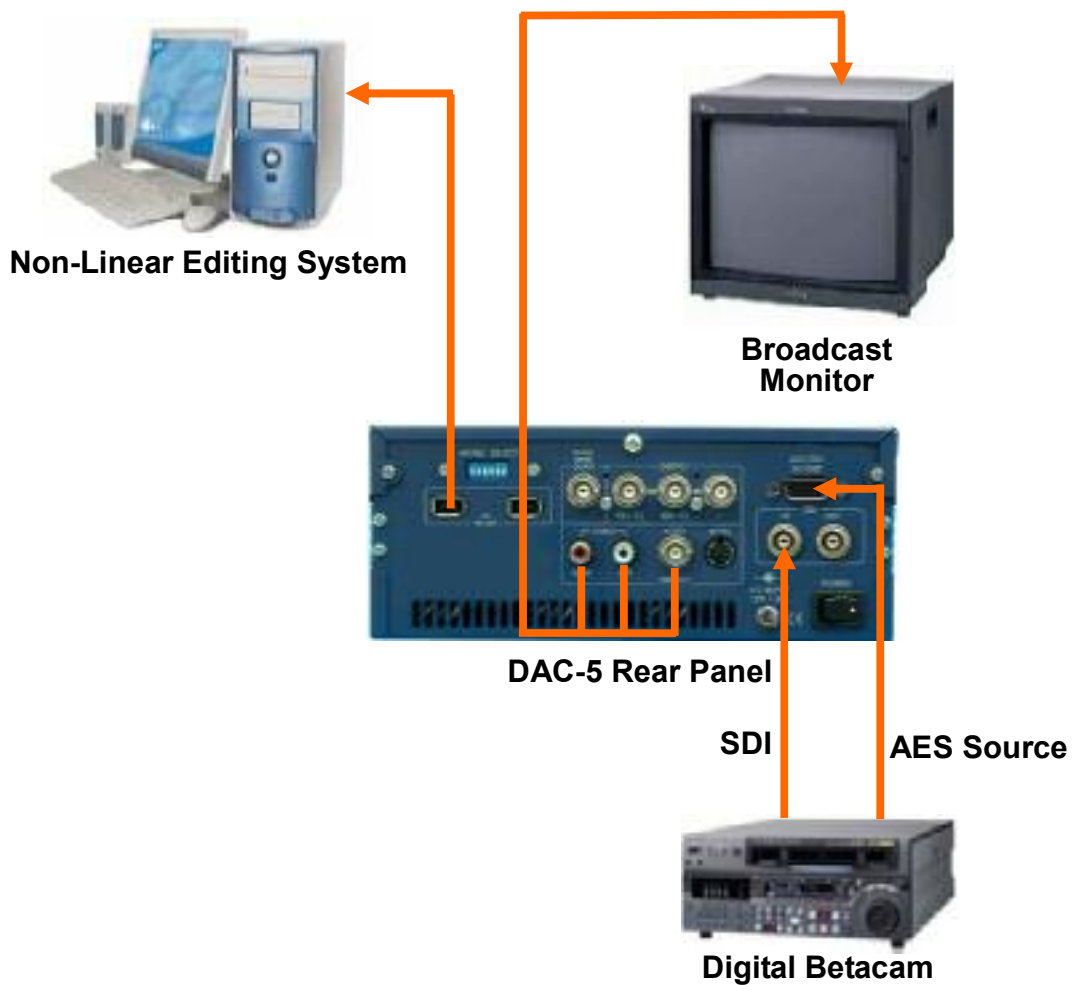 Non-Linear Editing System
Broadcast
Monitor
DAC-5 Rear Panel
SDI
AES Source
Digital Betacam